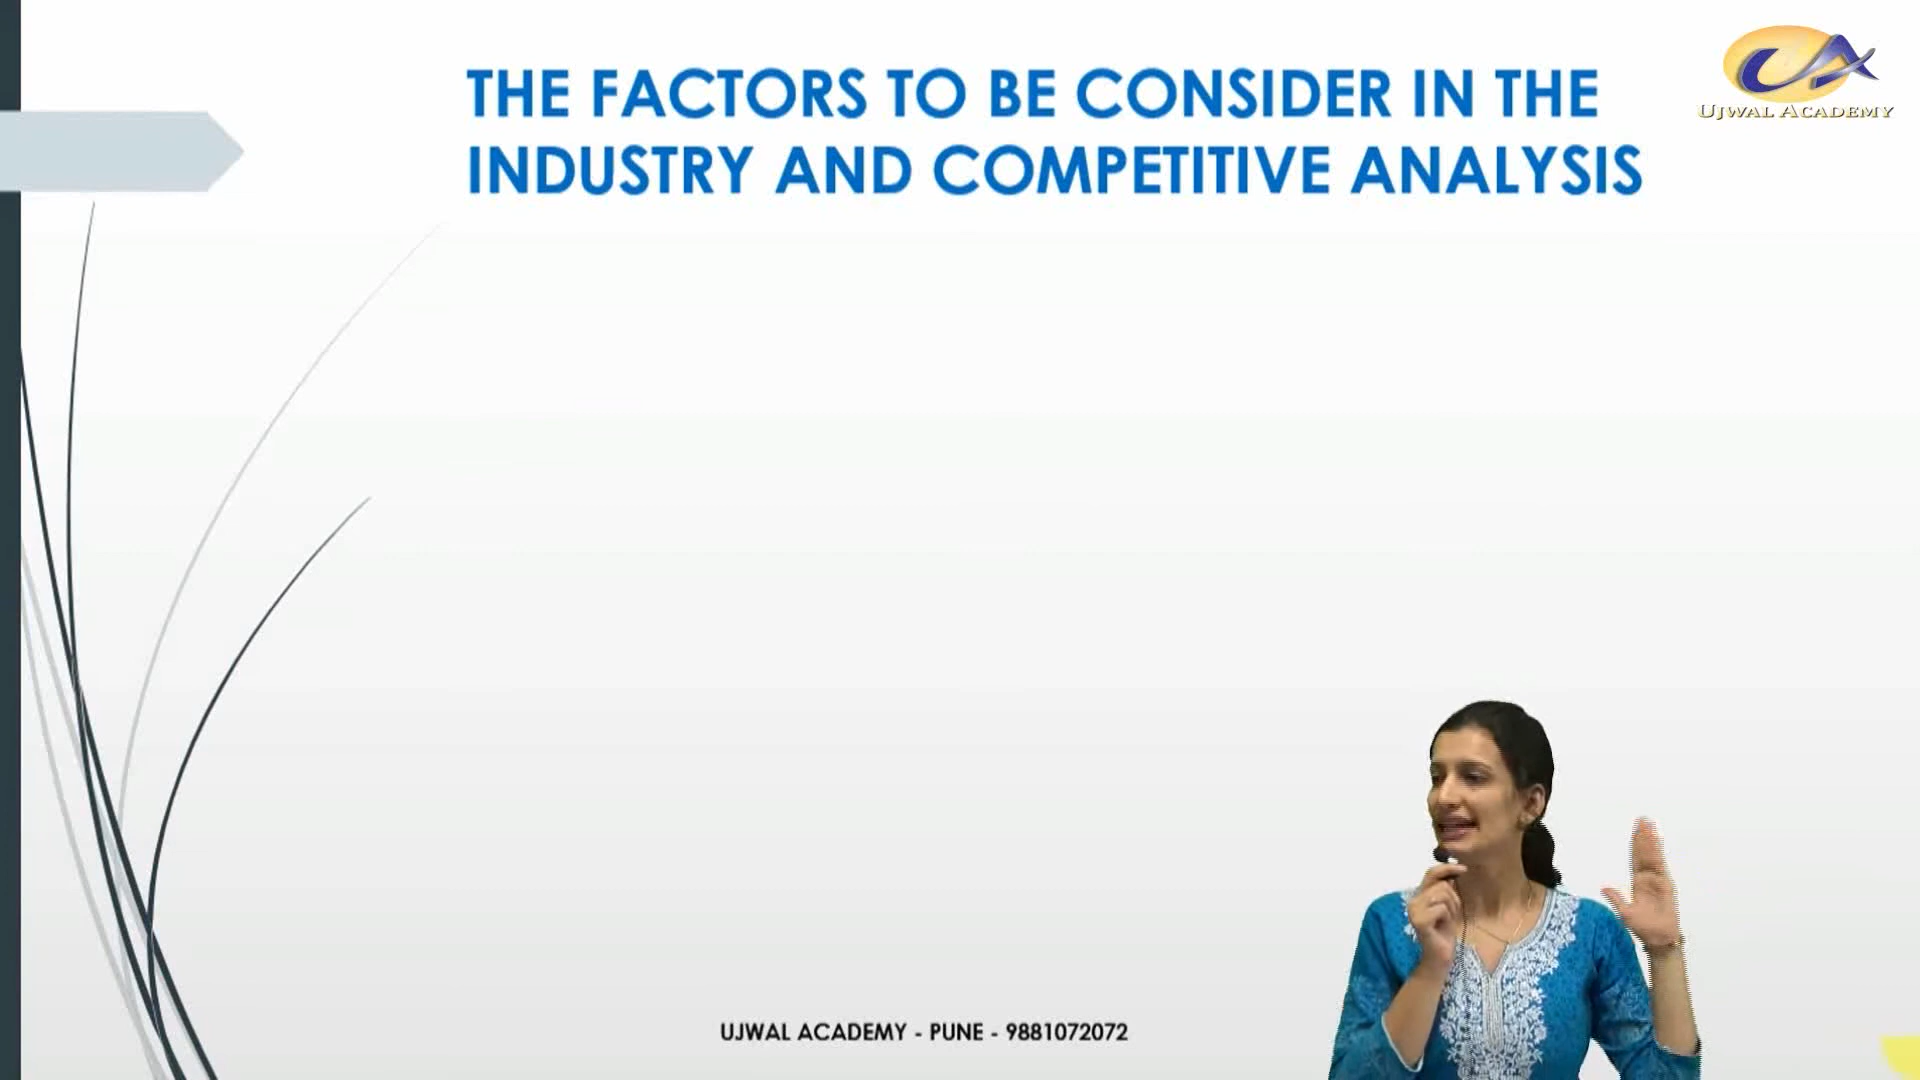 THE FACTORS TO BE CONSIDER IN THE
INDUSTRY AND COMPETITIVE ANALYSIS
UJWAL ACADEMY
UJWAL ACADEMY - PUNE - 9881072072